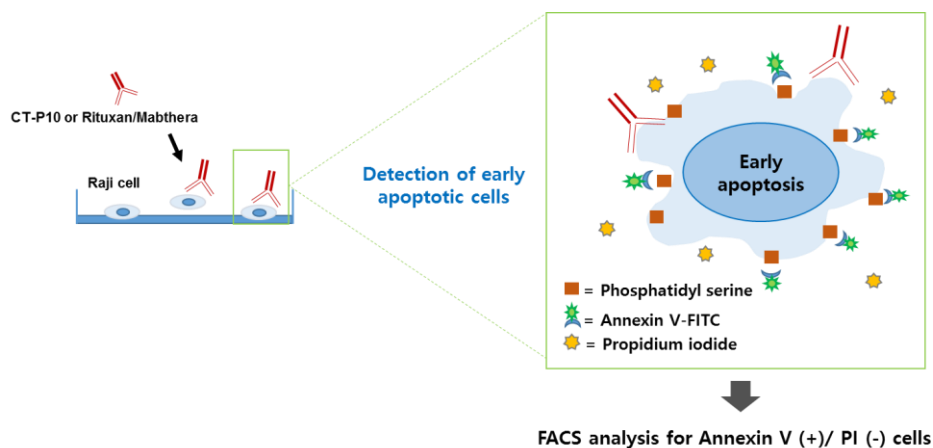 CT-P10 or Rituxan/Mabthera
Raji cell
Detection of early
apoptotic cells
Early
apoptosis
= Phosphatidyl serine
= Annexin V-FITC
= Propidium iodide
FACS analysis for Annexin V (+)/ PI (-) cells